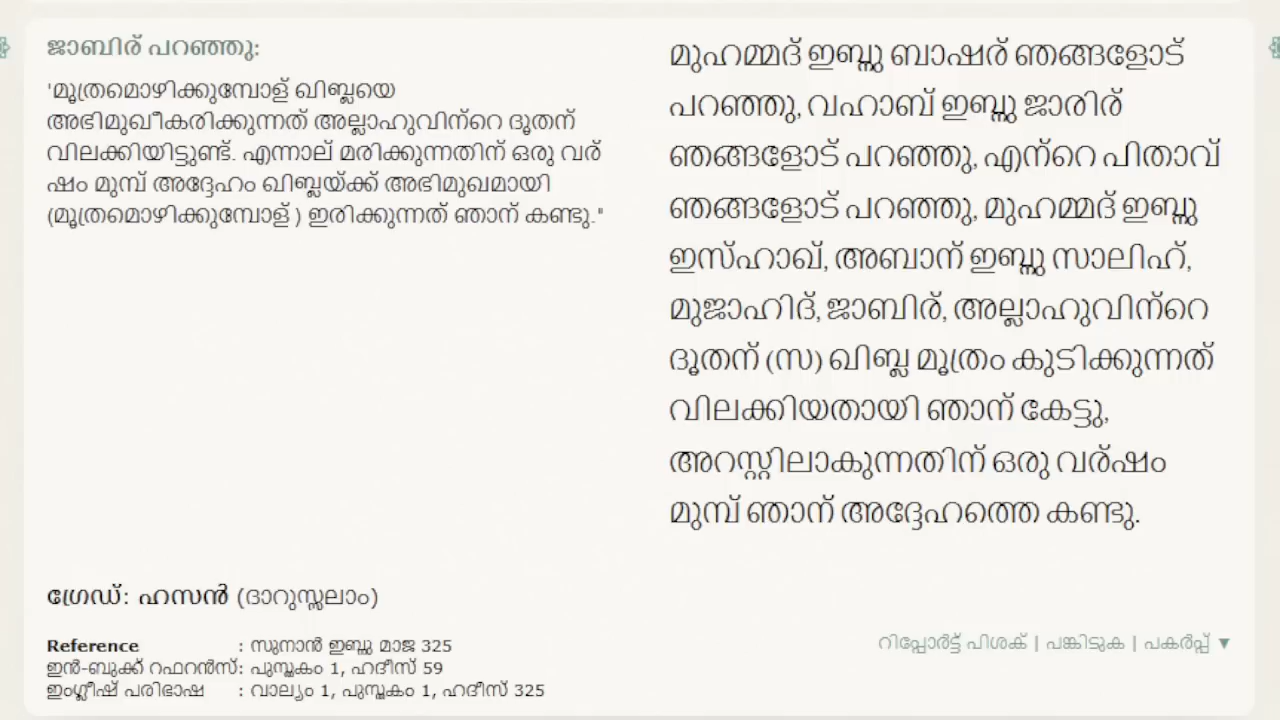 ജാബിര് പറഞ്ഞു:
'മൂത്രമൊഴിക്കുമ്പോള് ഖിബ്ലയെ
അഭിമുഖീകരിക്കുന്നത് അല്ലാഹുവിന്റെ ദൂതന്
വിലക്കിയിട്ടുണ്ട്. എന്നാല് മരിക്കുന്നതിന് ഒരു വര്
ഷം മുമ്പ് അദ്ദേഹം ഖിബ്ലയ്ക്ക് അഭിമുഖമായി
(മൂത്രമൊഴിക്കുമ്പോള് ) ഇരിക്കുന്നത് ഞാന് കണ്ടു."
മുഹമ്മദ് ഇബ്നു ബാഷര് ഞങ്ങളോട്
പറഞ്ഞു, വഹാബ് ഇബ്നു ജാരിര്
ഞങ്ങളോട് പറഞ്ഞു, എന്റെ പിതാവ്
ഞങ്ങളോട് പറഞ്ഞു, മുഹമ്മദ് ഇബ്നു
ഇസ്ഹാഖ്, അബാന് ഇബ്നു സാലിഹ്,
മുജാഹിദ്, ജാബിര്, അല്ലാഹുവിന്റെ
ദൂതന് (സ) ഖിബ്ല മൂത്രം കുടിക്കുന്നത്
വിലക്കിയതായി ഞാന് കേട്ടു,
അറസ്റ്റിലാകുന്നതിന് ഒരു വര്ഷം
മുമ്പ് ഞാന് അദ്ദേഹത്തെ കണ്ടു.
ഗ്രേഡ്: ഹസൻ (ദാറുസ്സലാം)
Reference : സുനാൻ ഇബ്നു മാജ 325
ഇൻ-ബുക്ക് റഫറൻസ്: പുസ്തകം 1, ഹദീസ് 59
ഇംഗ്ലീഷ് പരിഭാഷ : വാല്യം 1, പുസ്തകം 1, ഹദീസ് 325
റിപ്പോർട്ട് പിശക് | പങ്കിടുക | പകർപ്പ് ▼